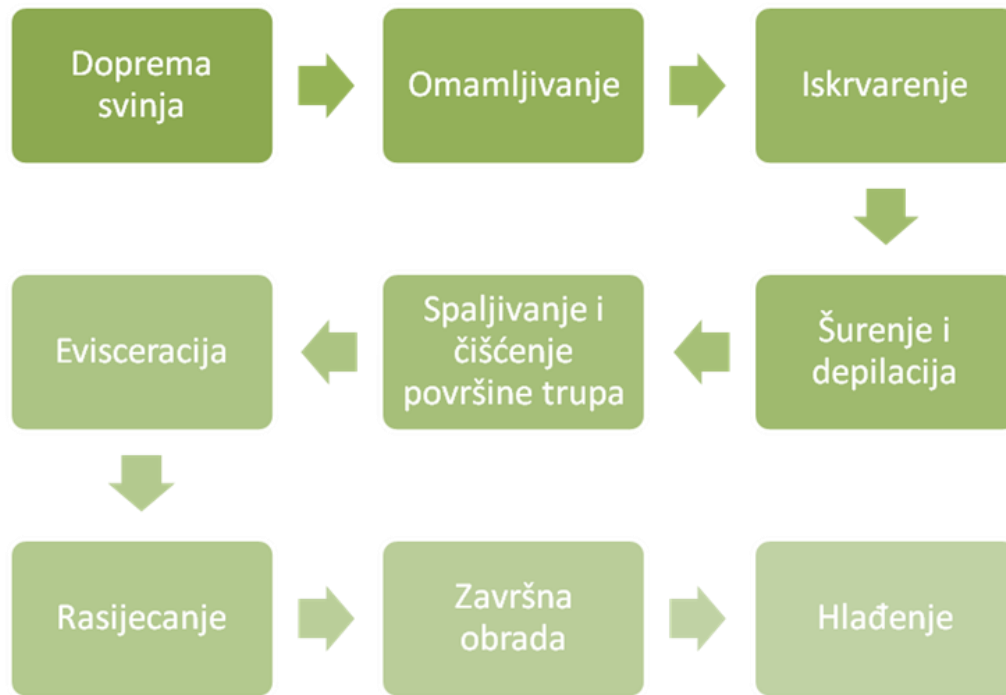 Doprema
svinja
Omamljivanje
Iskrvarenje
Šurenje i
depilacija
Spaljivanje i
čišćenje
površine trupa
Evisceracija
Rasijecanje
Završna
obrada
Hlađenje